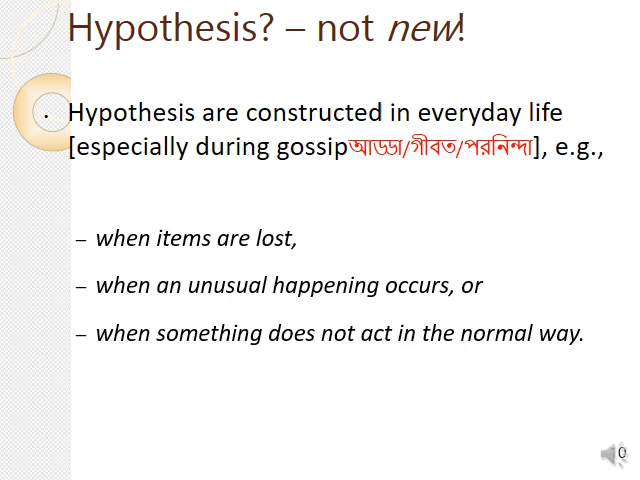 Hypothesis? – not new!
• Hypothesis are constructed in everyday life
[especially during gossipআড্ডা/গীবত/পরনিন্দা], e.g.,
– when items are lost,
– when an unusual happening occurs, or
– when something does not act in the normal way.
0